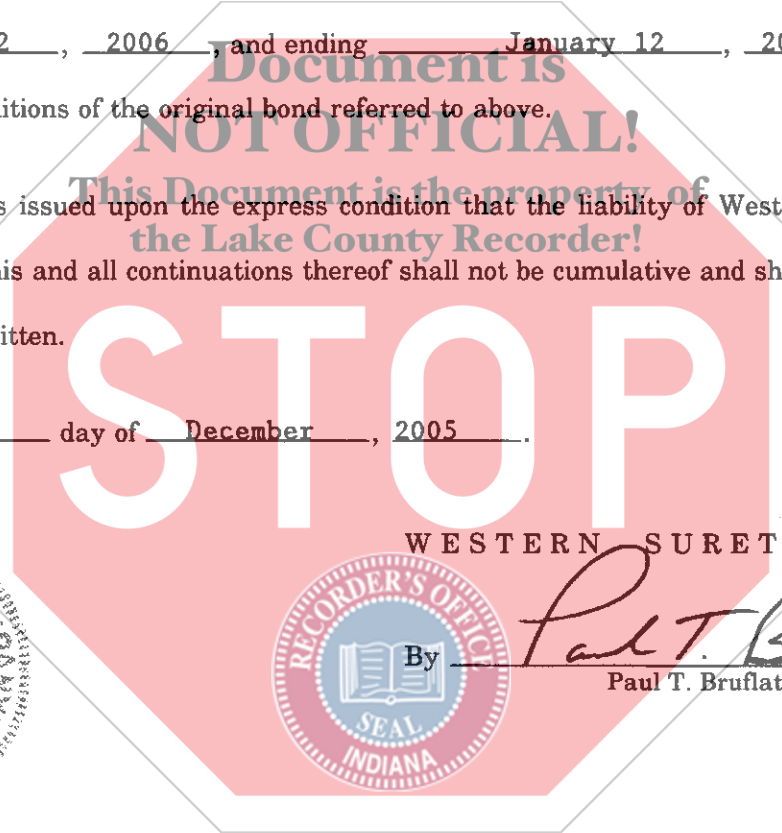 2, 2006, and ending January 12, 20
Document is
itions of the original bond referred to above.
NOT OFFICIAL!
This Document is the property of
s issued upon the express condition that the liability of West
the Lake County Recorder!
his and all continuations thereof shall not be cumulative and sh
itten.
STOP
day of December, 2005.
WESTERN SURET
RECORDER'S OFFICE
SEAL
INDIANA
By Paul T.
Paul T. Bruflat